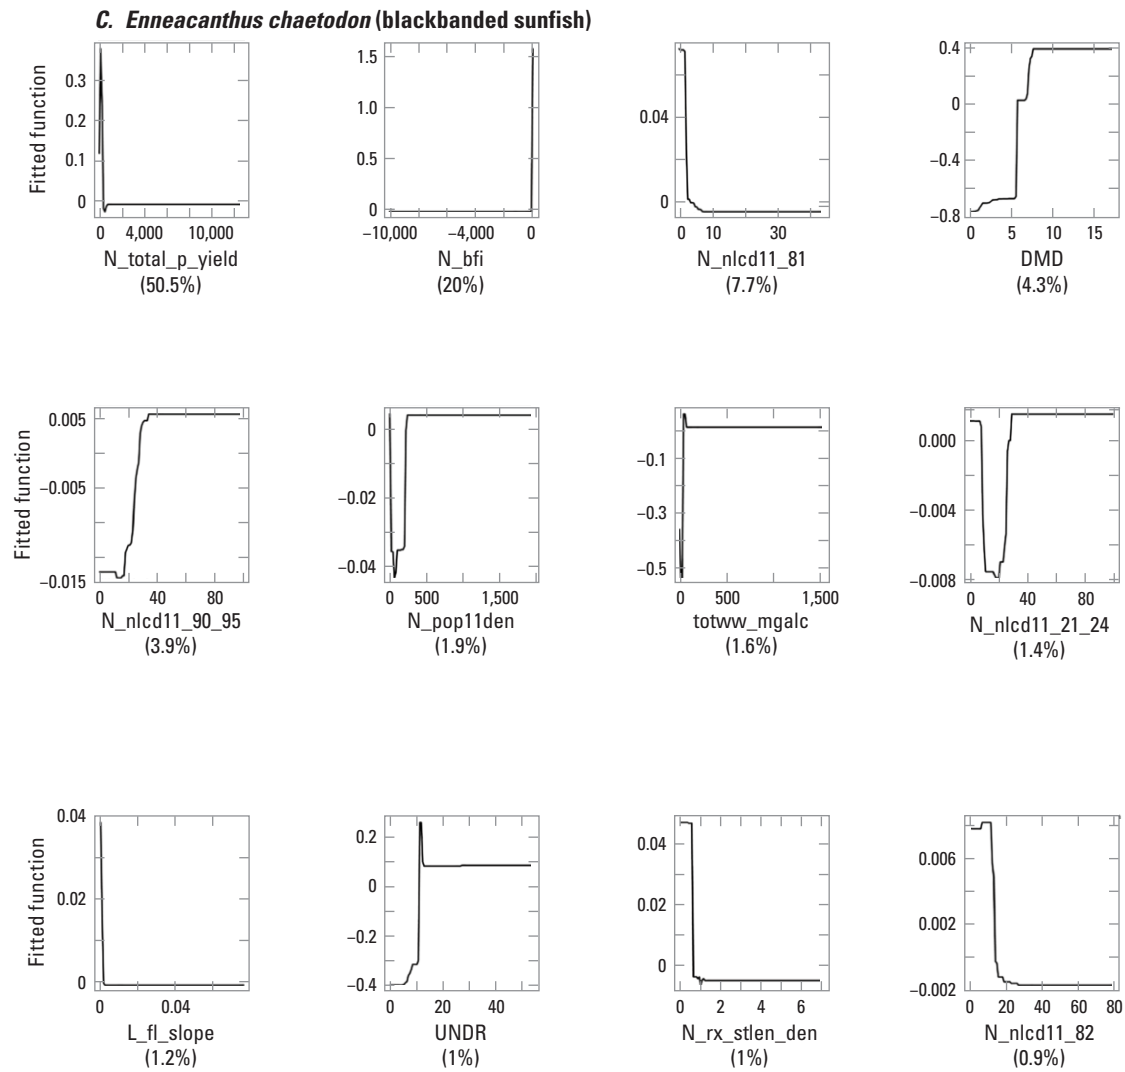 C. Enneacanthus chaetodon (blackbanded sunfish)
Fitted function
0.3
0.2
0.1
0
0 4,000 10,000
N_total_p_yield
(50.5%)
1.5
1.0
0.5
0
−10,000 −4,000 0
N_bfi
(20%)
0.04
0
0 10 30
N_nlcd11_81
(7.7%)
0.4
0
−0.4
−0.8
0 5 10 15
DMD
(4.3%)
Fitted function
0.005
−0.005
−0.015
0 40 80
N_nlcd11_90_95
(3.9%)
0
−0.02
−0.04
0 500 1,500
N_pop11den
(1.9%)
−0.1
−0.3
−0.5
0 500 1,500
totww_mgalc
(1.6%)
0.000
−0.004
−0.008
0 40 80
N_nlcd11_21_24
(1.4%)
Fitted function
0.04
0.02
0
0 0.04
L_fl_slope
(1.2%)
0.2
0
−0.2
−0.4
0 20 40
UNDR
(1%)
0.04
0.02
0
0 2 4 6
N_rx_stlen_den
(1%)
0.006
0.002
−0.002
0 20 40 60 80
N_nlcd11_82
(0.9%)